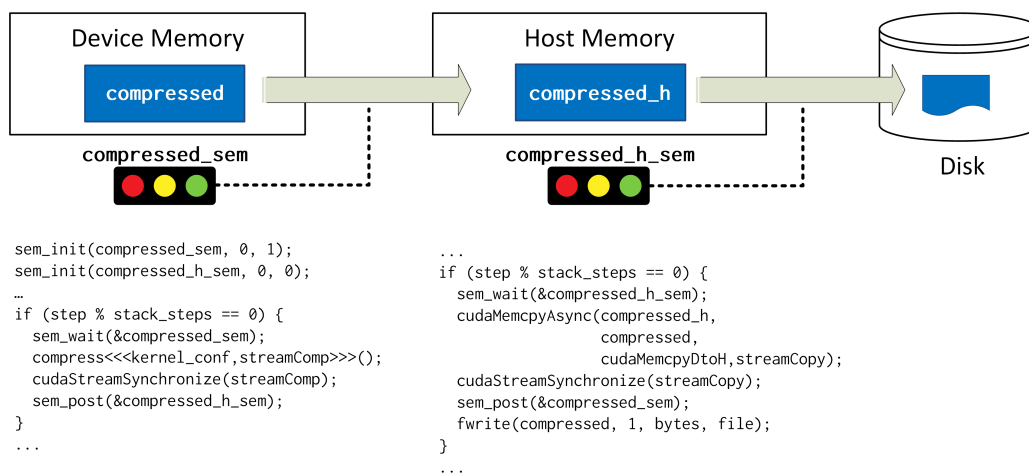 Device Memory
compressed
compressed_sem
Host Memory
compressed_h
compressed_h_sem
Disk
sem_init(compressed_sem, 0, 1);
sem_init(compressed_h_sem, 0, 0);
…
if (step % stack_steps == 0) {
  sem_wait(&compressed_sem);
  compress<<<kernel_conf,streamComp>>>();
  cudaStreamSynchronize(streamComp);
  sem_post(&compressed_h_sem);
}
...
...
if (step % stack_steps == 0) {
  sem_wait(&compressed_h_sem);
  cudaMemcpyAsync(compressed_h,
                  compressed,
                  cudaMemcpyDtoH,streamCopy);
  cudaStreamSynchronize(streamCopy);
  sem_post(&compressed_sem);
  fwrite(compressed, 1, bytes, file);
}
...